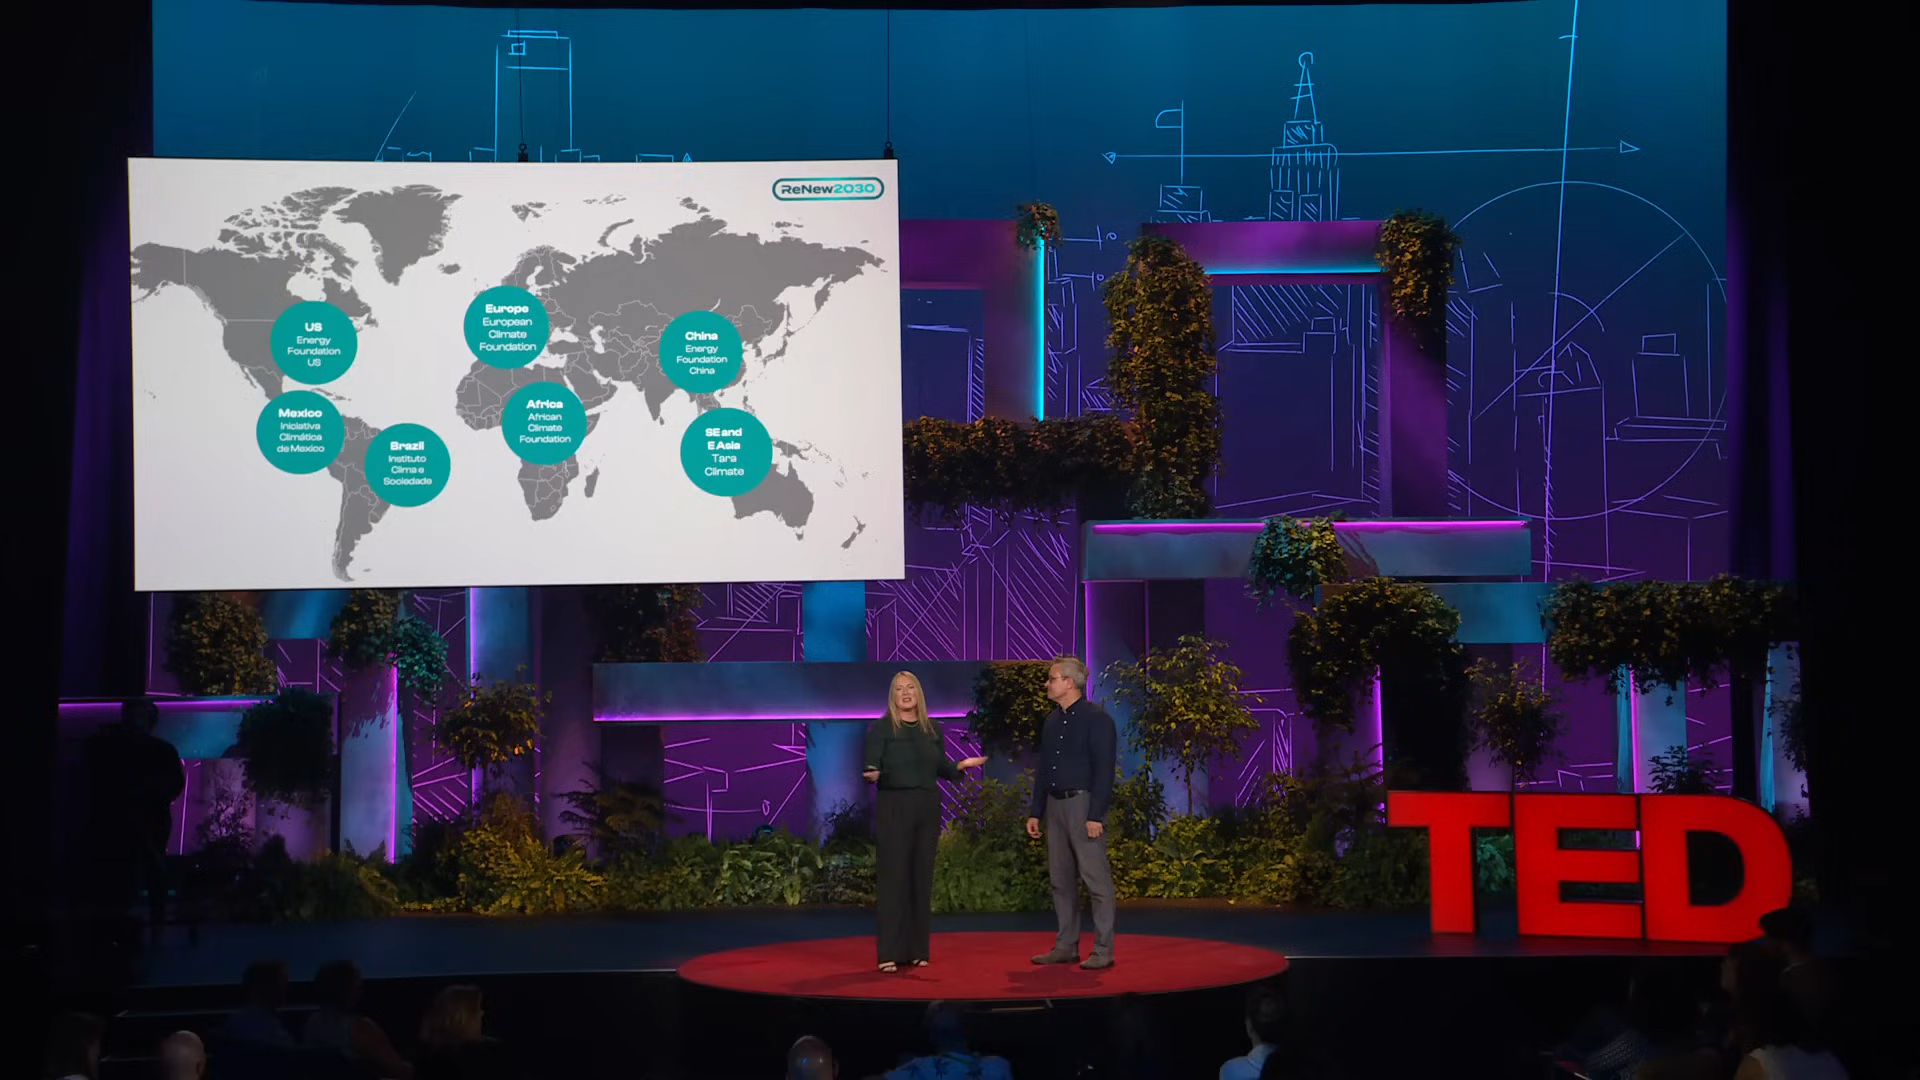 ReNew2030
US
Energy
Foundation
US
Europe
European
Climate
Foundation
China
Energy
Foundation
China
Mexico
Iniciativa
Climática
de Mexico
Brazil
Instituto
Clima e
Sociedade
Africa
African
Climate
Foundation
SE and
E Asia
Tara
Climate
TED